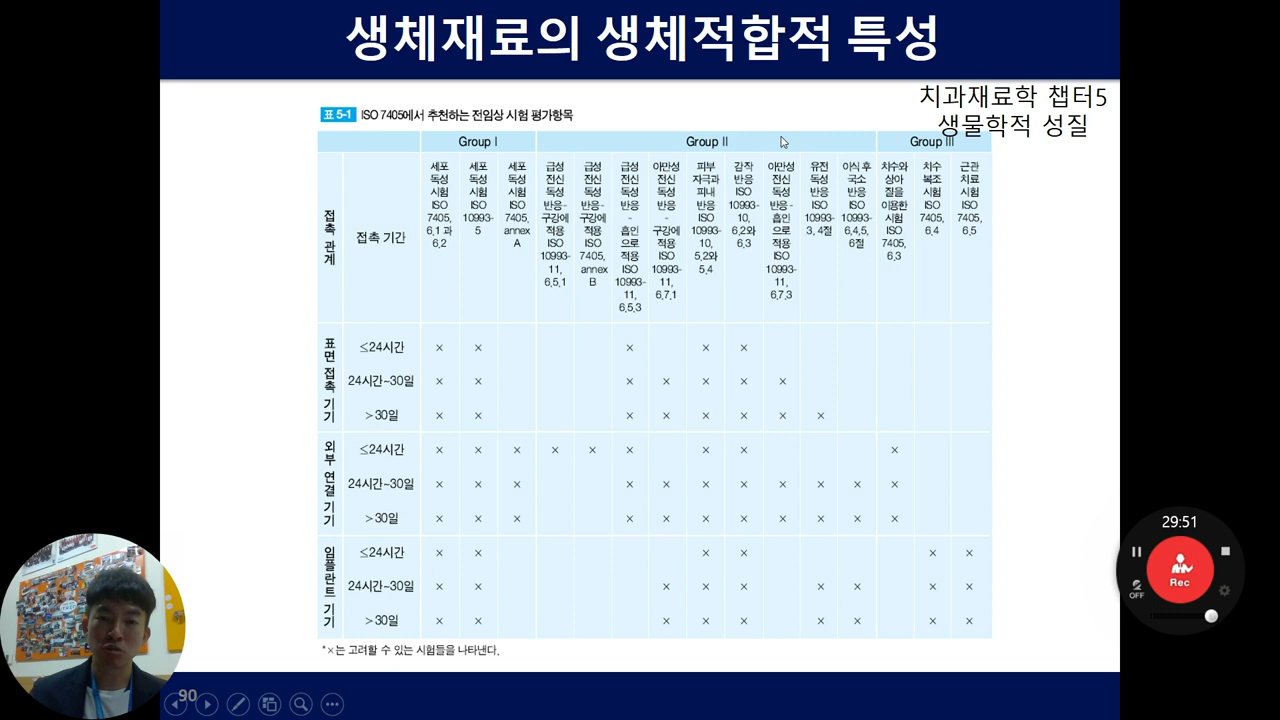 생체재료의 생체적합적 특성
치과재료학 챕터5
생물학적 성질
표 5-1 ISO 7405에서 추천하는 전임상 시험 평가항목
Group Ⅰ Group Ⅱ Group Ⅲ
접촉 관계
접촉 기간
세포 독성 시험 ISO 7405, 6.1 과 6.2
세포 독성 시험 ISO 10993-5
세포 독성 시험 ISO 7405, annex A
급성 전신 독성 반응- 구강에 적용 ISO 10993-11, 6.5.1
급성 전신 독성 반응- 구강에 적용 ISO 7405, annex B
급성 전신 독성 반응 - 흡인으로 적용 ISO 10993-11, 6.5.3
아만성 전신 독성 반응 - 구강에 적용 ISO 10993-11, 6.7.1
피부 자극과 피내 반응 ISO 10993-10, 5.2와 5.4
감작 반응 ISO 10993-10, 6.2와 6.3
아만성 전신 독성 반응- 흡인으로 적용 ISO 10993-11, 6.7.3
유전 독성 반응 ISO 10993-3, 4절
이식 후 국소 반응 ISO 10993-6,4,5, 6절
치수와 상아질을 이용한 시험 ISO 7405, 6.3
치수 복조 시험 ISO 7405, 6.4
근관 치료 시험 ISO 7405, 6.5
표면 접촉 기기
≤24시간 × × × × ×
24시간~30일 × × × × × × ×
>30일 × × × × × × × ×
외부 연결 기기
≤24시간 × × × × × × × × ×
24시간~30일 × × × × × × × × × × ×
>30일 × × × × × × × × × × ×
임플란트 기기
≤24시간 × × × × × ×
24시간~30일 × × × × × × × × ×
>30일 × × × × × × × × ×
*×는 고려할 수 있는 시험들을 나타낸다.
29:51
Rec
OFF
90